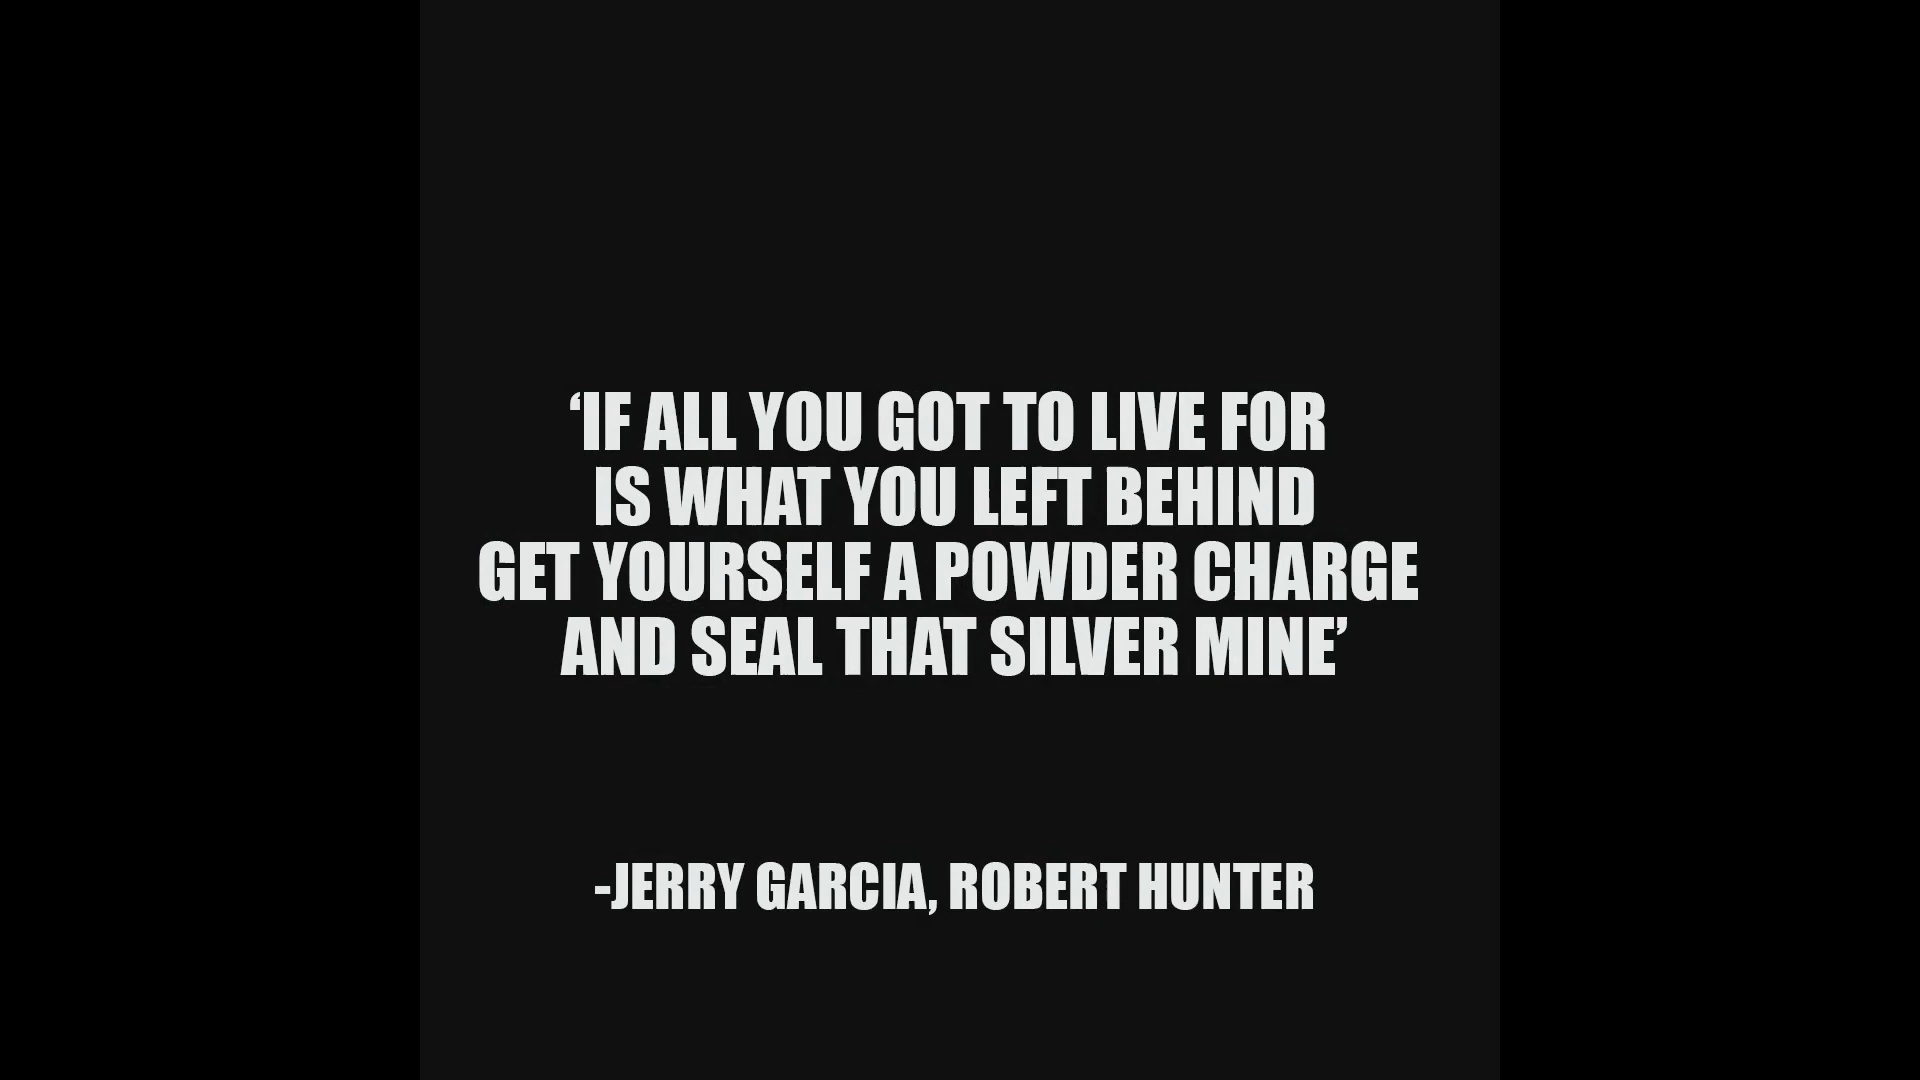 ‘IF ALL YOU GOT TO LIVE FOR
IS WHAT YOU LEFT BEHIND
GET YOURSELF A POWDER CHARGE
AND SEAL THAT SILVER MINE’
-JERRY GARCIA, ROBERT HUNTER